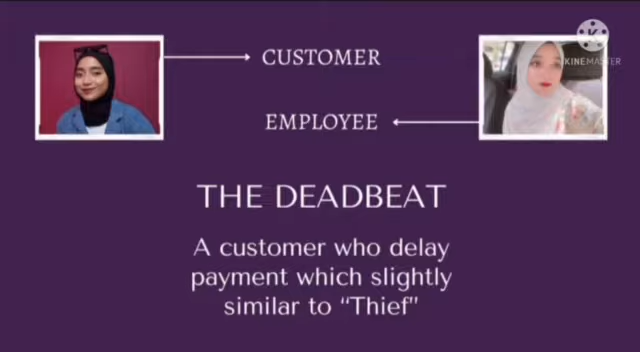 CUSTOMER
KINEMASTER
EMPLOYEE
THE DEADBEAT
A customer who delay
payment which slightly
similar to “Thief”